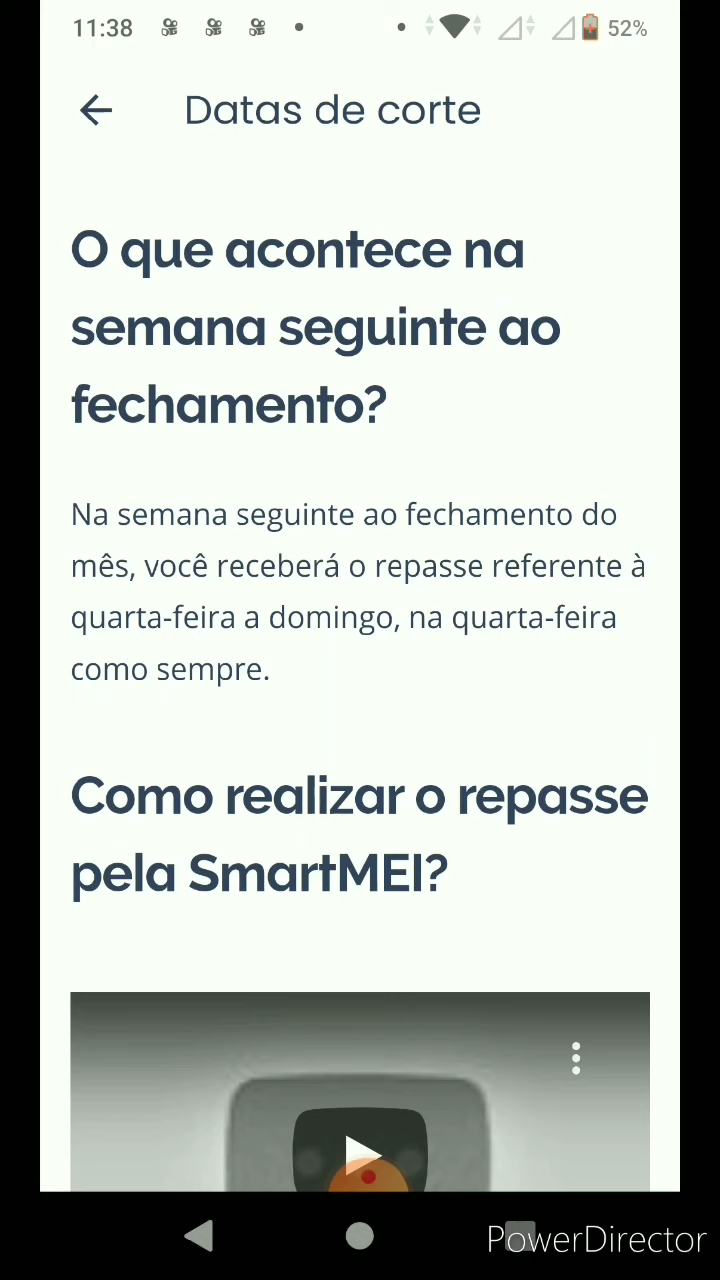 11:38
52%
Datas de corte
O que acontece na
semana seguinte ao
fechamento?
Na semana seguinte ao fechamento do
mês, você receberá o repasse referente à
quarta-feira a domingo, na quarta-feira
como sempre.
Como realizar o repasse
pela SmartMEI?
PowerDirector